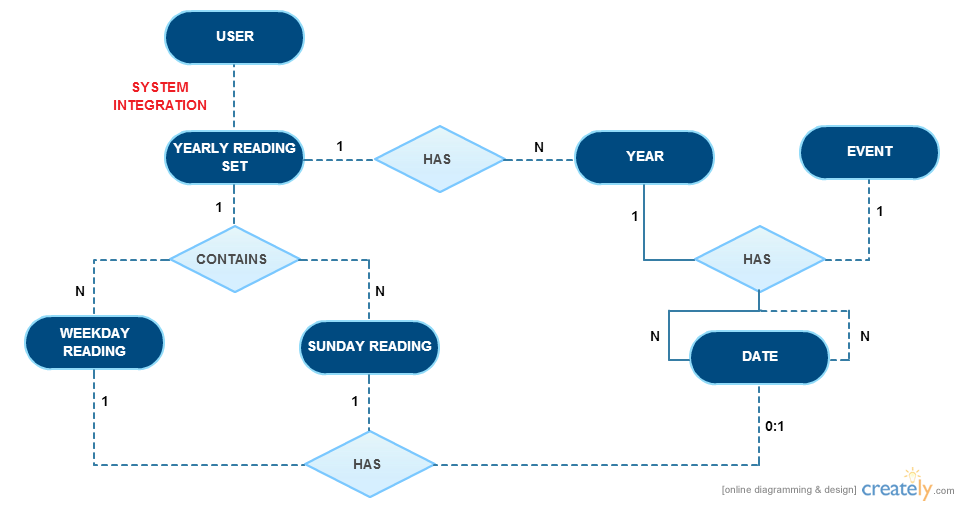 USER
SYSTEM
INTEGRATION
YEARLY READING
SET
1
HAS
N
YEAR
EVENT
1
1
1
CONTAINS
HAS
N
N
WEEKDAY
READING
SUNDAY READING
N
DATE
N
1
1
0:1
HAS
[online diagramming & design] creately.com